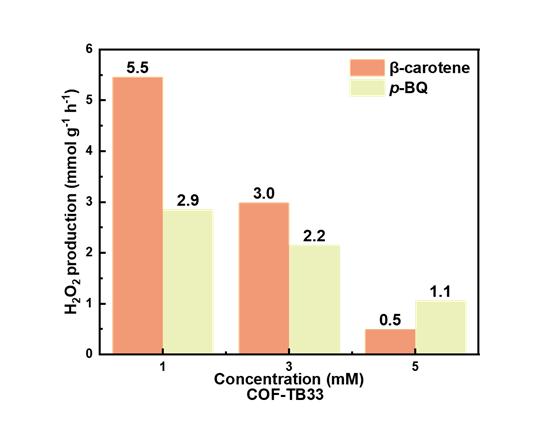 β-carotene
p-BQ
H₂O₂ production (mmol g⁻¹ h⁻¹)
6
5
4
3
2
1
0
5.5
2.9
3.0
2.2
0.5
1.1
1 3 5
Concentration (mM)
COF-TB33